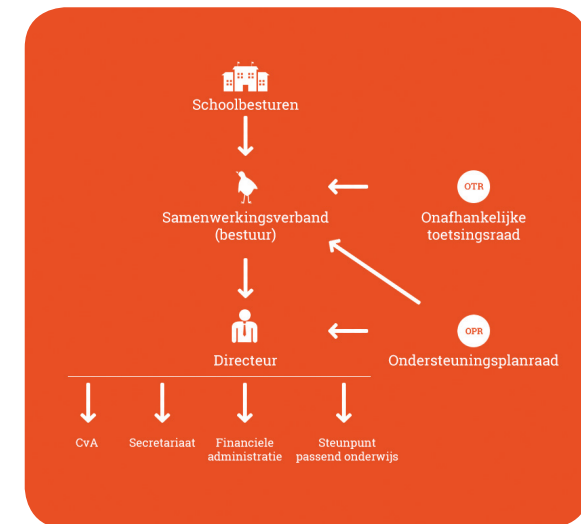 Schoolbesturen
OTR
Samenwerkingsverband
(bestuur)
Onafhankelijke
toetsingsraad
OPR
Directeur
Ondersteuningsplanraad
CvA
Secretariaat
Financiele
administratie
Steunpunt
passend onderwijs